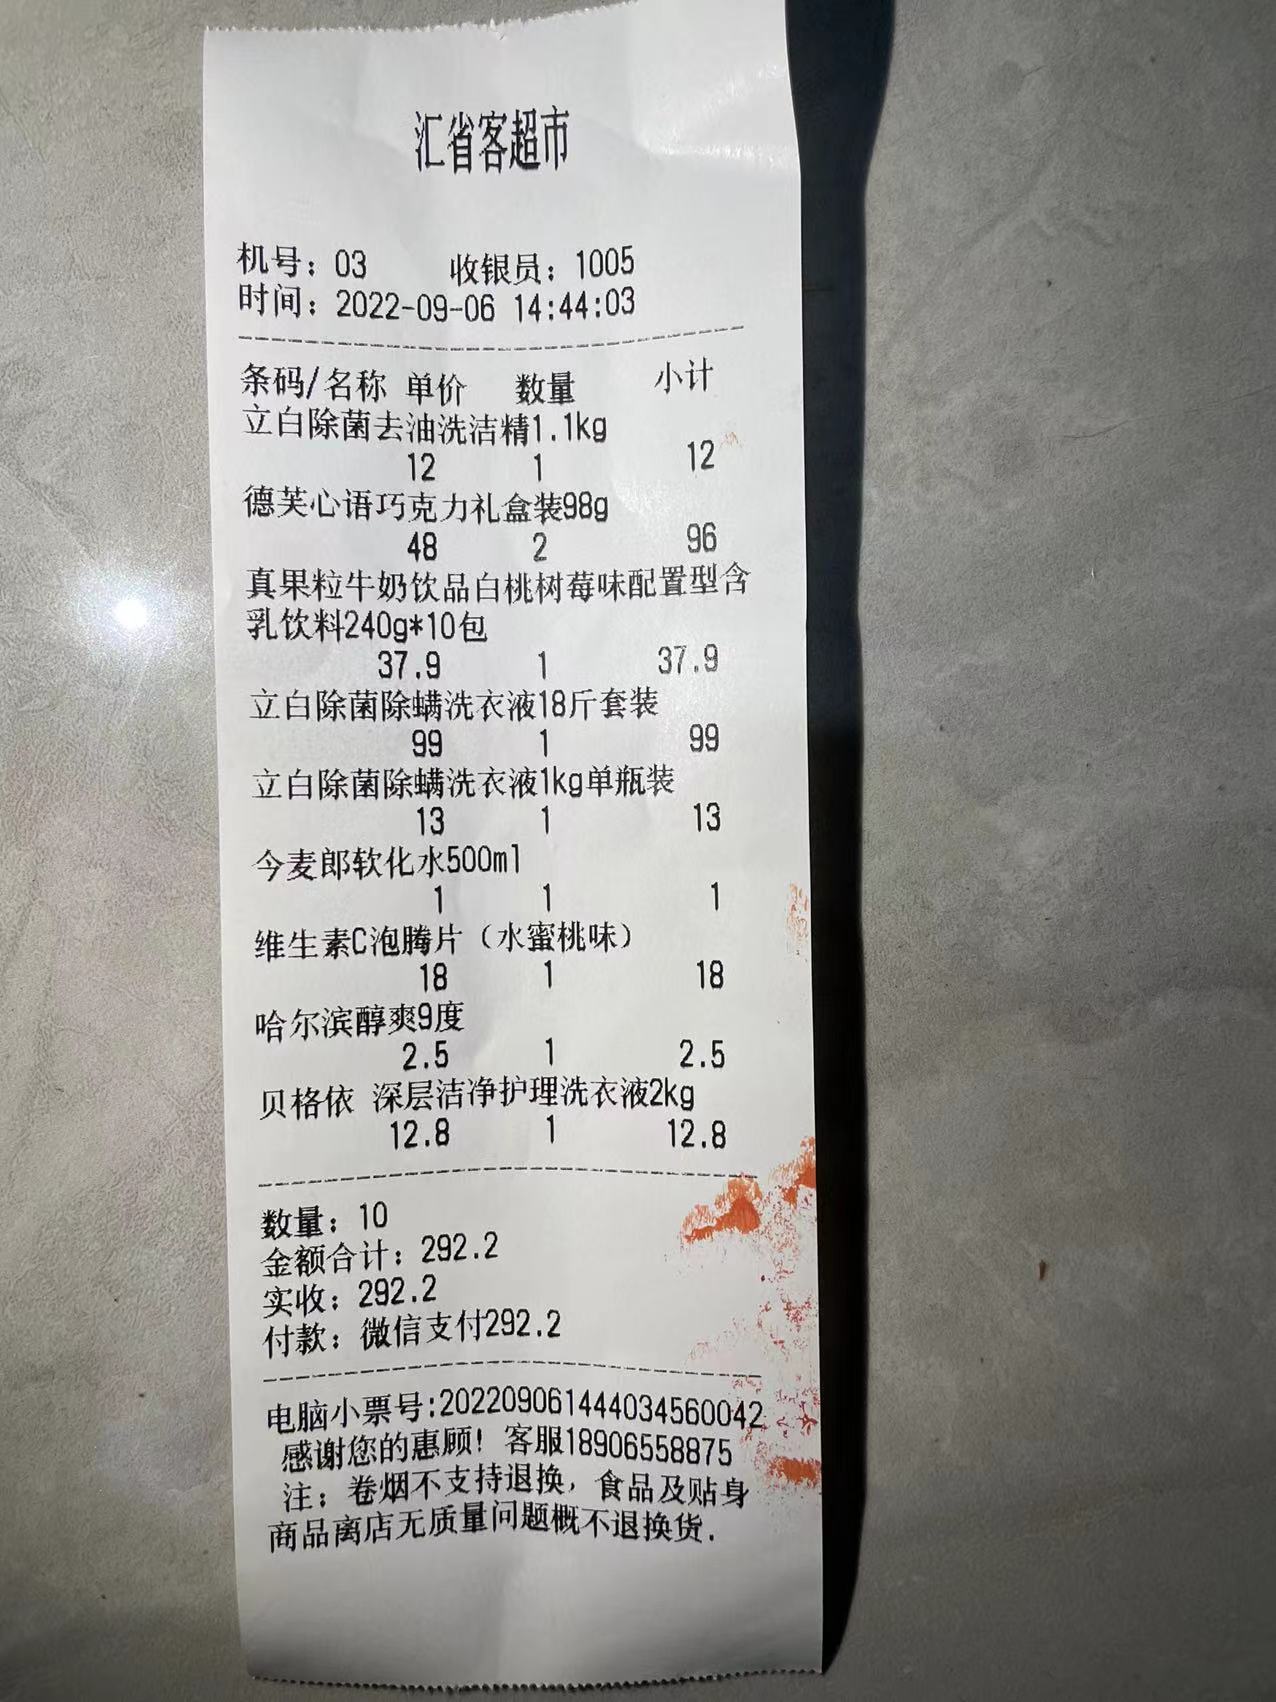 汇省客超市
机号：03 收银员：1005
时间：2022-09-06 14:44:03
条码/名称 单价 数量 小计
立白除菌去油洗洁精1.1kg
12 1 12
德芙心语巧克力礼盒装98g
48 2 96
真果粒牛奶饮品白桃树莓味配置型含
乳饮料240g*10包
37.9 1 37.9
立白除菌除螨洗衣液18斤套装
99 1 99
立白除菌除螨洗衣液1kg单瓶装
13 1 13
今麦郎软化水500ml
1 1 1
维生素C泡腾片（水蜜桃味）
18 1 18
哈尔滨醇爽9度
2.5 1 2.5
贝格依 深层洁净护理洗衣液2kg
12.8 1 12.8
数量：10
金额合计：292.2
实收：292.2
付款：微信支付292.2
电脑小票号:202209061444034560042
感谢您的惠顾！客服18906558875
注；卷烟不支持退换，食品及贴身
商品离店无质量问题概不退换货.